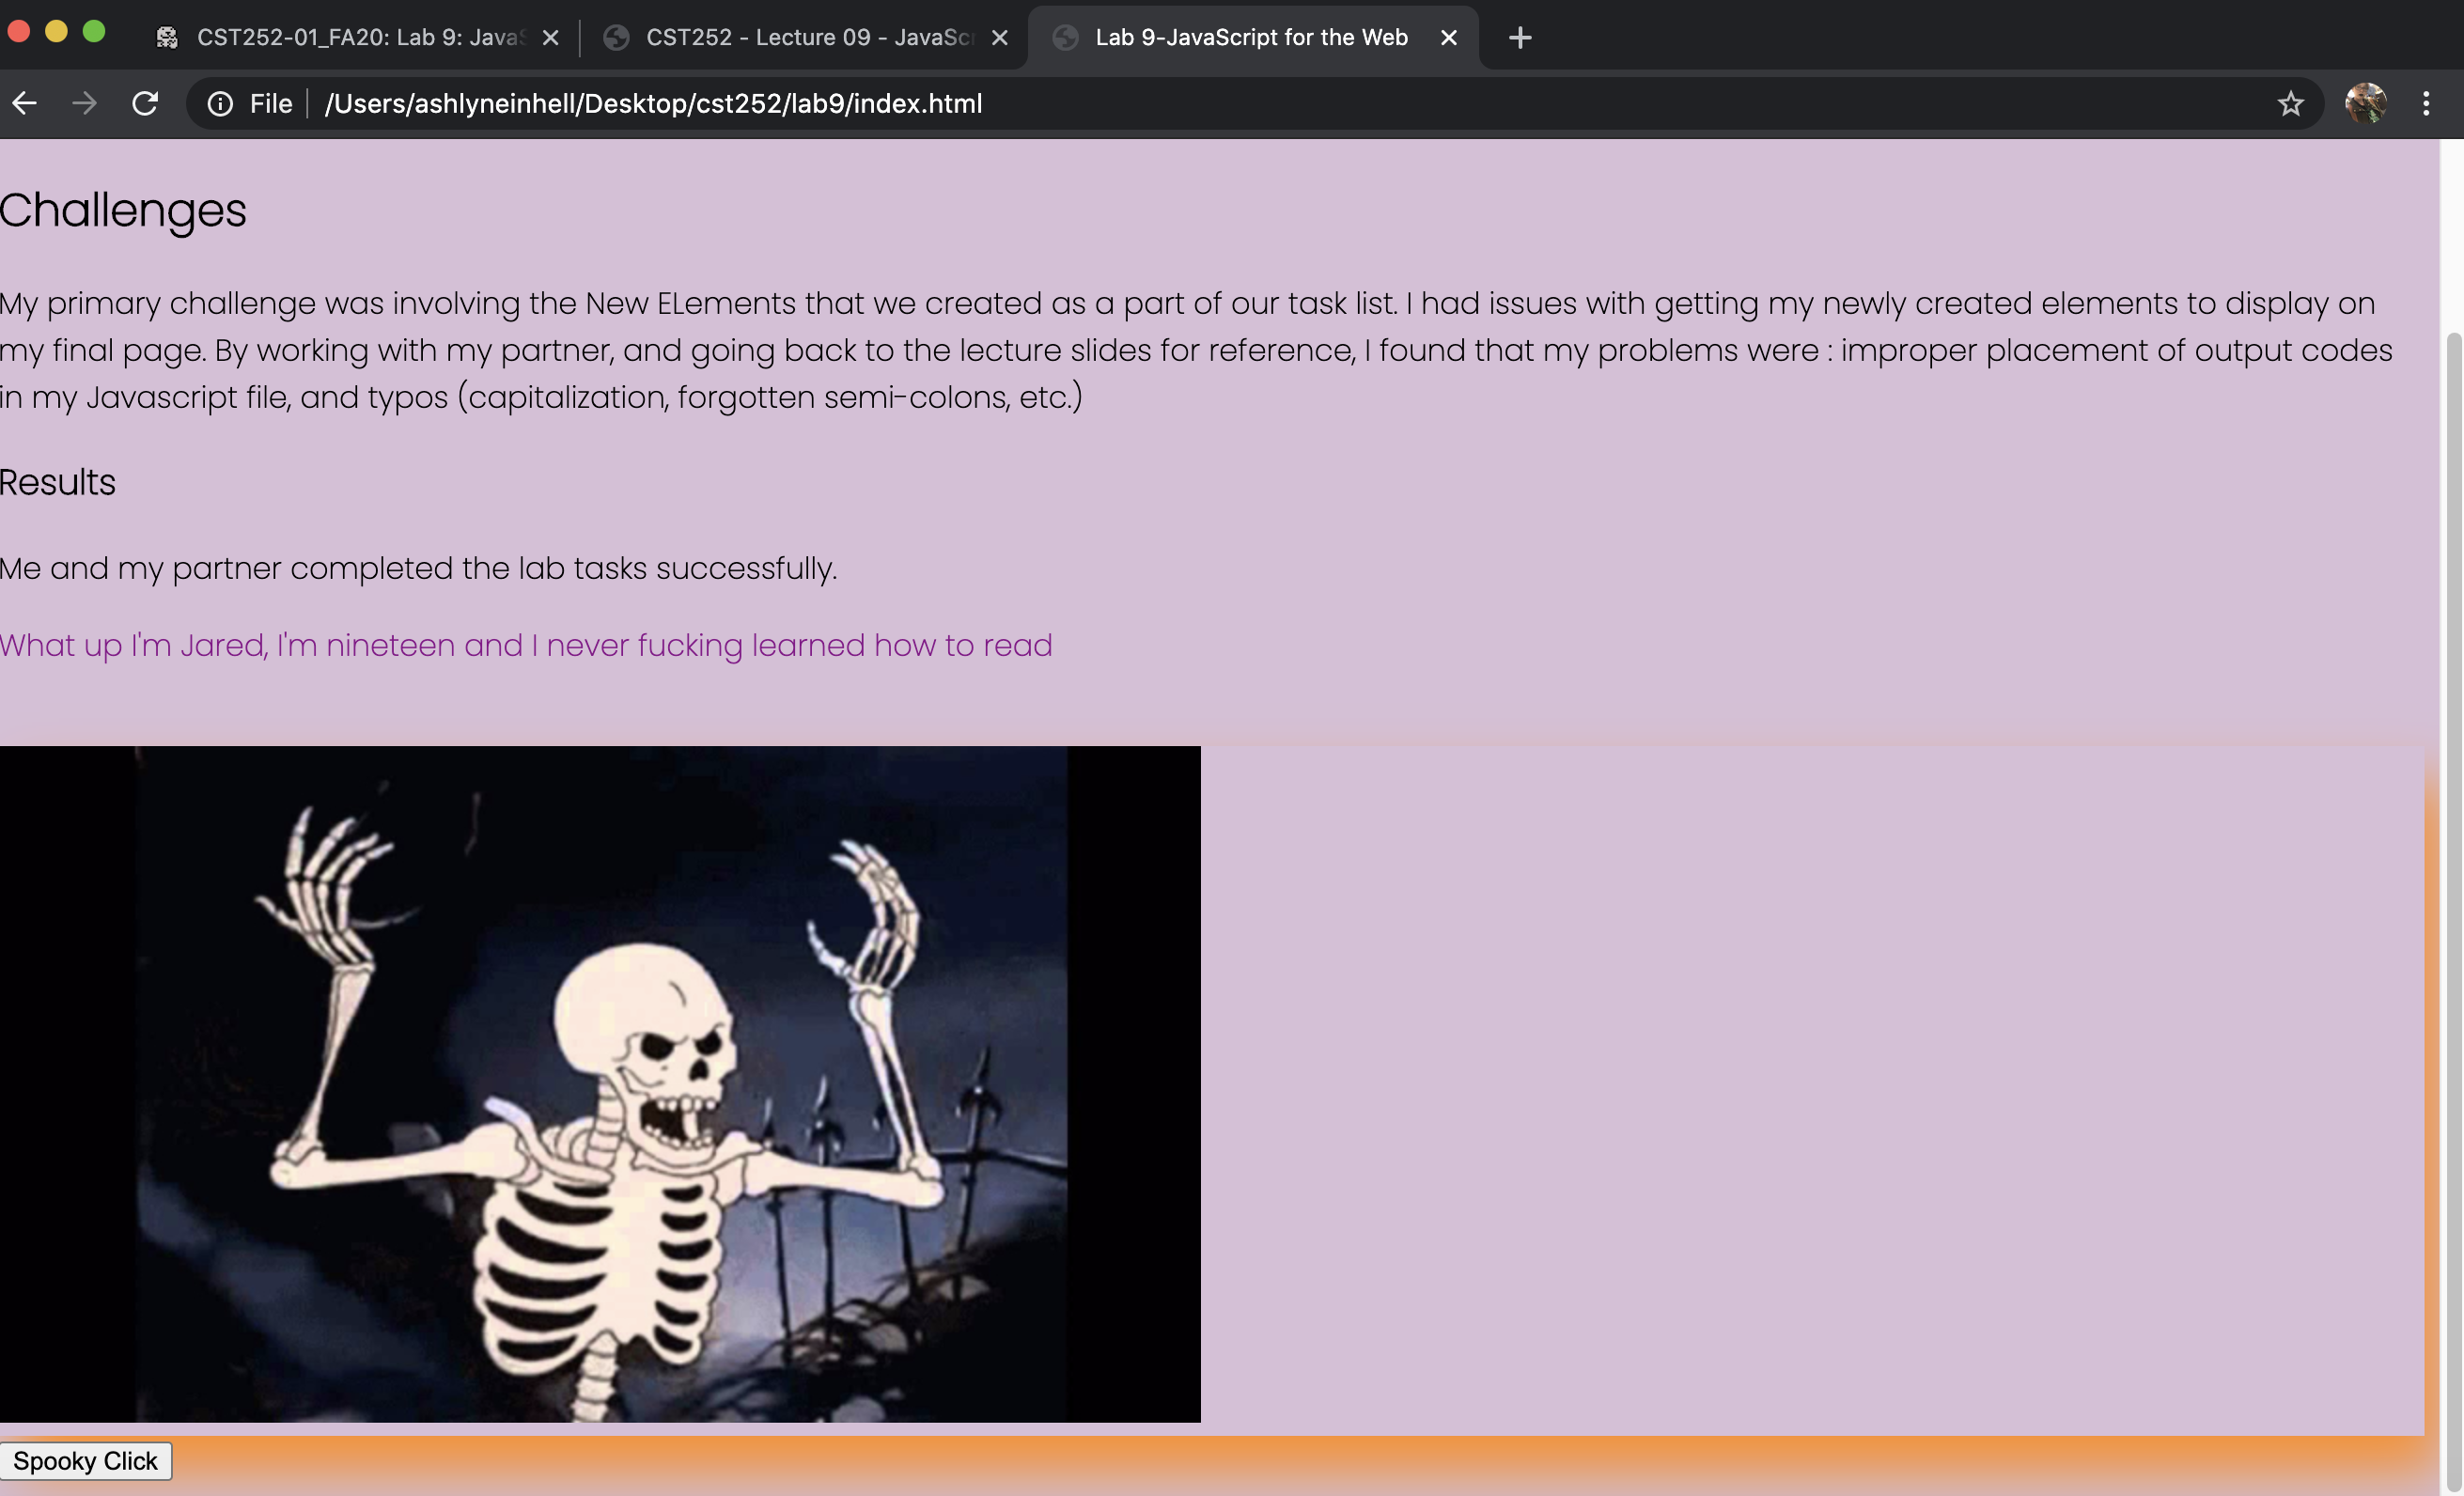 CST252-01_FA20: Lab 9: JavaS
CST252 - Lecture 09 - JavaScr
Lab 9-JavaScript for the Web
File
/Users/ashlyneinhell/Desktop/cst252/lab9/index.html
Challenges
My primary challenge was involving the New ELements that we created as a part of our task list. I had issues with getting my newly created elements to display on
my final page. By working with my partner, and going back to the lecture slides for reference, I found that my problems were : improper placement of output codes
in my Javascript file, and typos (capitalization, forgotten semi-colons, etc.)
Results
Me and my partner completed the lab tasks successfully.
What up I'm Jared, I'm nineteen and I never fucking learned how to read
Spooky Click